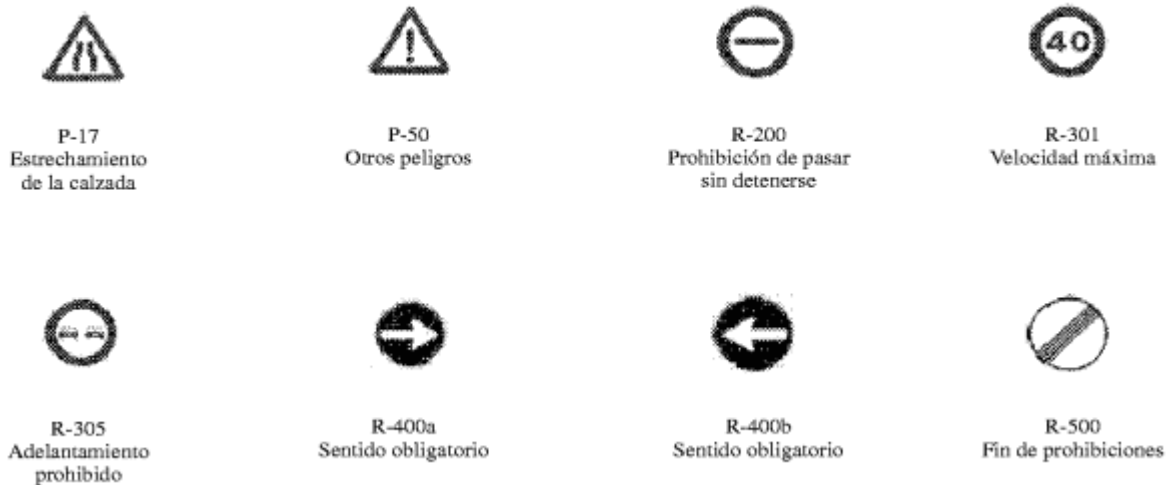 40
P-17
Estrechamiento
de la calzada
P-50
Otros peligros
R-200
Prohibición de pasar
sin detenerse
R-301
Velocidad máxima
R-305
Adelantamiento
prohibido
R-400a
Sentido obligatorio
R-400b
Sentido obligatorio
R-500
Fin de prohibiciones